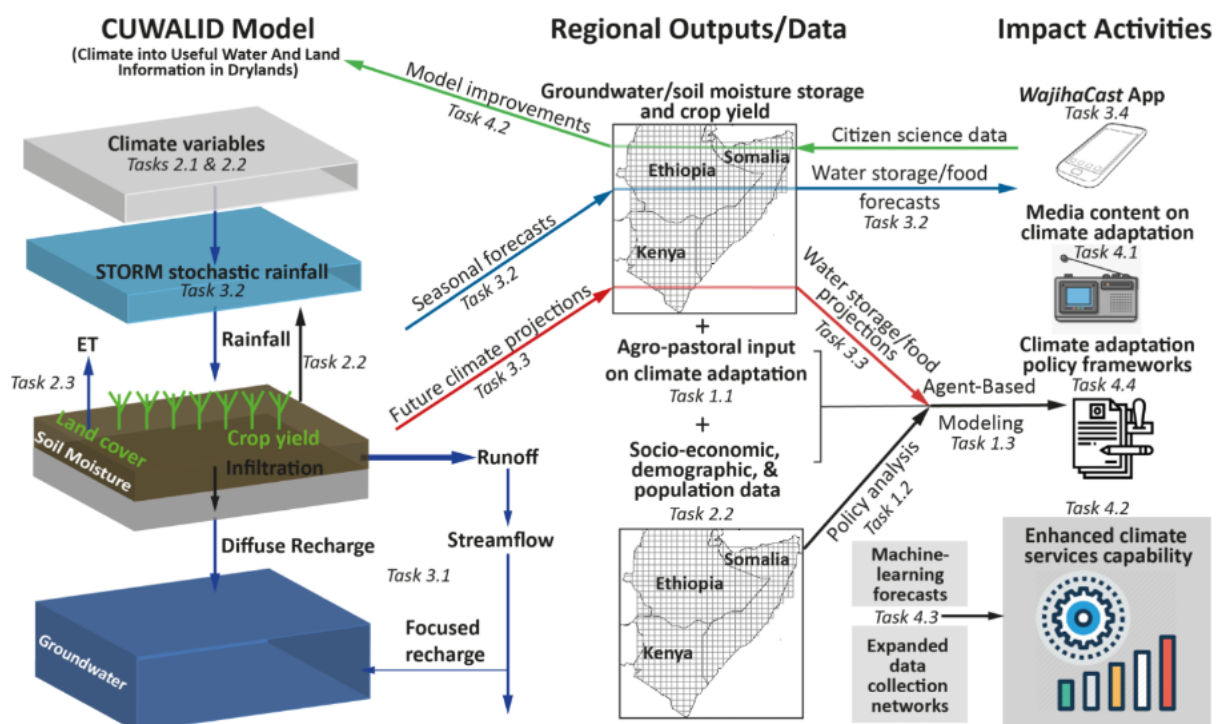 CUWALID Model
(Climate into Useful Water And Land
Information in Drylands)
Climate variables
Tasks 2.1 & 2.2
STORM stochastic rainfall
Task 3.2
Rainfall
Task 2.2
ET
Task 2.3
Land cover
Crop yield
Soil Moisture
Infiltration
Runoff
Diffuse Recharge
Streamflow
Task 3.1
Focused
recharge
Groundwater
Regional Outputs/Data
Model improvements
Task 4.2
Groundwater/soil moisture storage
and crop yield
Ethiopia
Somalia
Kenya
Seasonal forecasts
Task 3.2
Future climate projections
Task 3.3
+
Agro-pastoral input
on climate adaptation
Task 1.1
+
Socio-economic,
demographic, &
population data
Task 2.2
Ethiopia
Somalia
Kenya
Citizen science data
Water storage/food
forecasts
Task 3.2
Water storage/food
projections
Task 3.3
Policy analysis
Task 1.2
Agent-Based
Modeling
Task 1.3
Impact Activities
WajihaCast App
Task 3.4
Media content on
climate adaptation
Task 4.1
Climate adaptation
policy frameworks
Task 4.4
Task 4.2
Enhanced climate
services capability
Machine-
learning
forecasts
Task 4.3
Expanded
data
collection
networks